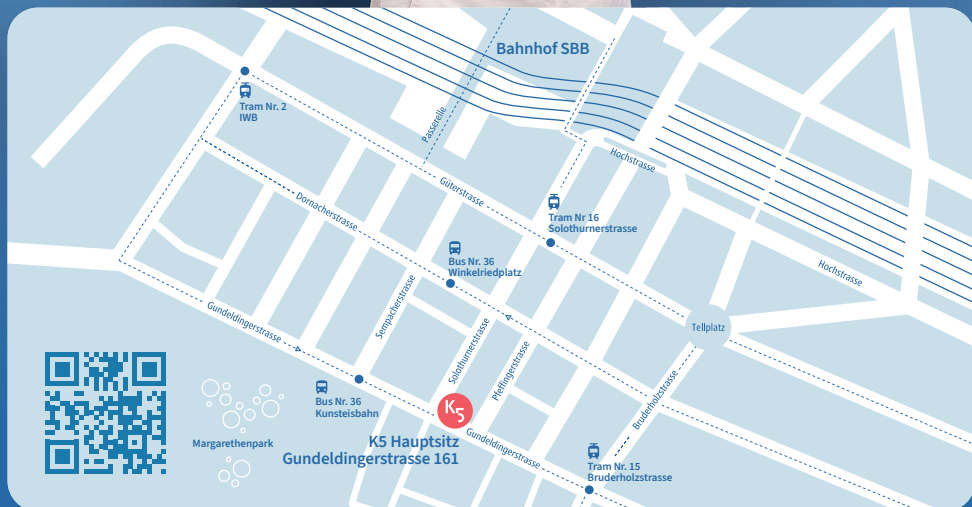 Bahnhof SBB
Passerelle
Tram Nr. 2
IWB
Hochstrasse
Güterstrasse
Dornacherstrasse
Tram Nr 16
Solothurnerstrasse
Bus Nr. 36
Winkelriedplatz
Hochstrasse
Sempacherstrasse
Gundeldingerstrasse
Solothurnerstrasse
Pfeffingerstrasse
Tellplatz
Bruderholzstrasse
Bus Nr. 36
Kunsteisbahn
K5
Margarethenpark
K5 Hauptsitz
Gundeldingerstrasse 161
Gundeldingerstrasse
Tram Nr. 15
Bruderholzstrasse